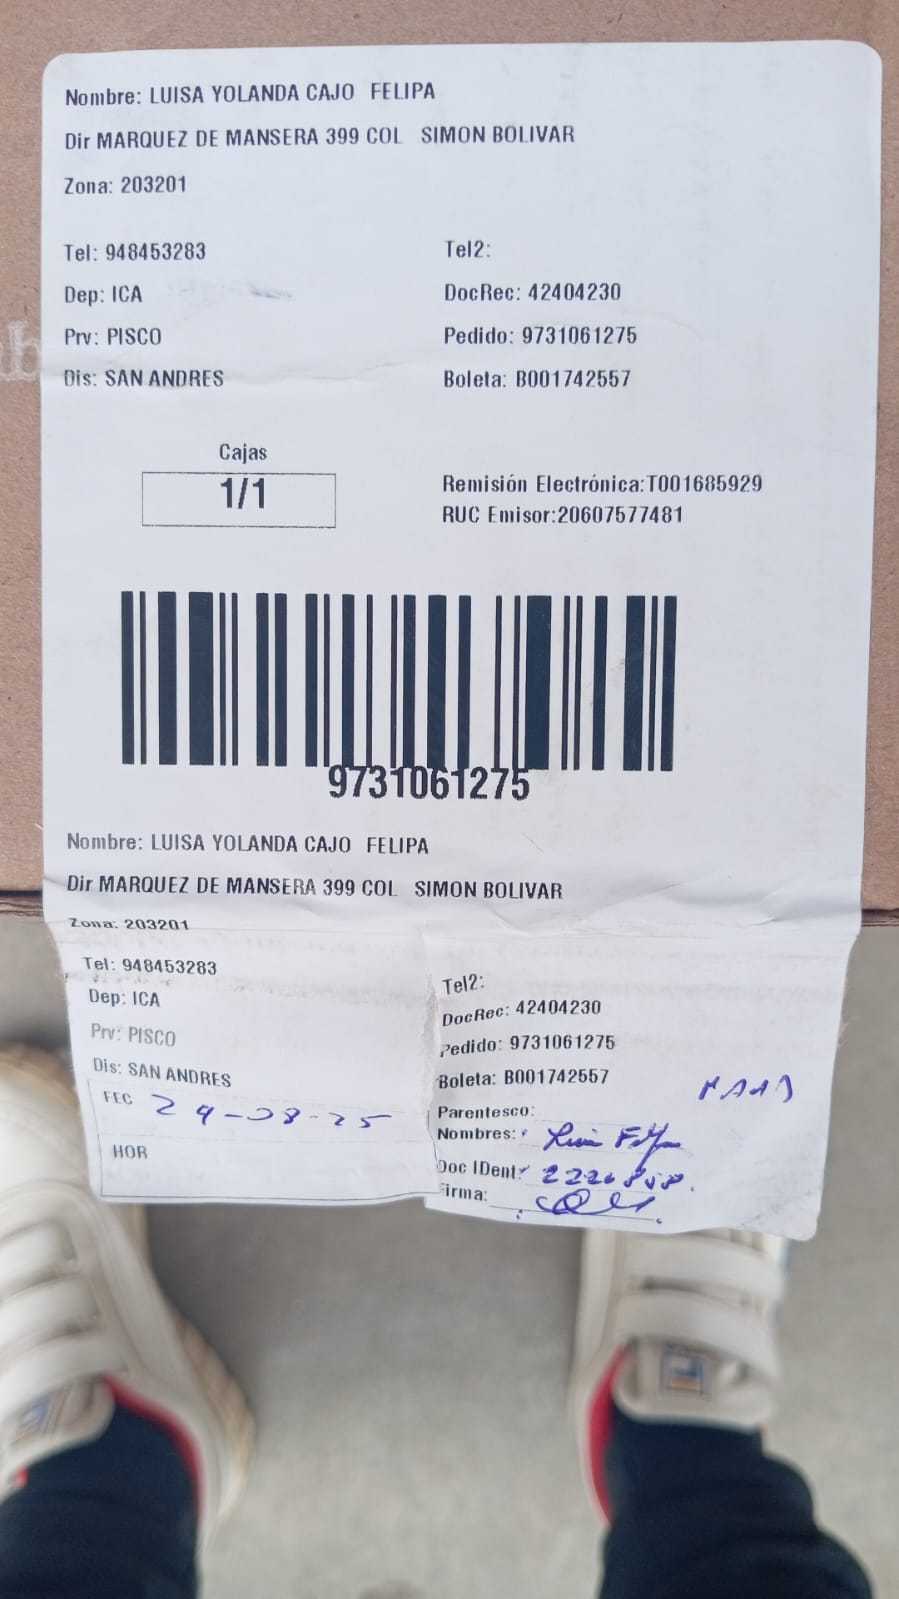 Nombre: LUISA YOLANDA CAJO FELIPA
Dir MARQUEZ DE MANSERA 399 COL SIMON BOLIVAR
Zona: 203201
Tel: 948453283
Tel2:
Dep: ICA
DocRec: 42404230
Prv: PISCO
Pedido: 9731061275
Dis: SAN ANDRES
Boleta: B001742557
Cajas
1/1
Remisión Electrónica:T001685929
RUC Emisor:20607577481
9731061275
Nombre: LUISA YOLANDA CAJO FELIPA
Dir MARQUEZ DE MANSERA 399 COL SIMON BOLIVAR
Zona: 203201
Tel: 948453283
Tel2:
Dep: ICA
DocRec: 42404230
Prv: PISCO
Pedido: 9731061275
Dis: SAN ANDRES
Boleta: B001742557
FEC 29-08-25
Parentesco:
Nombres:
HOR
Doc IDent:
Firma: